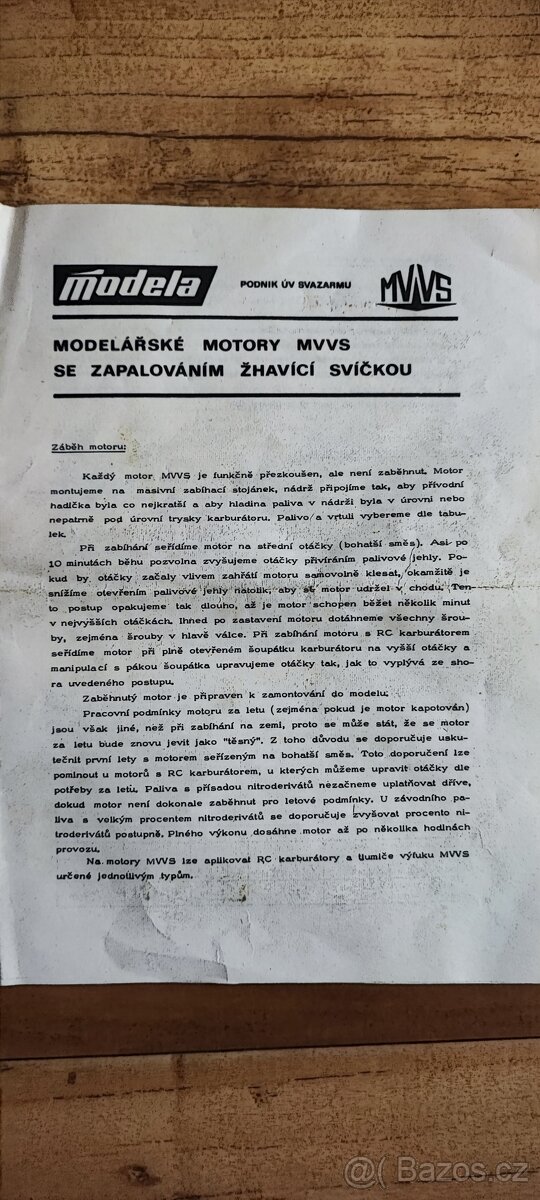 modela
PODNIK ÚV SVAZARMU
MVVS
MODELÁŘSKÉ MOTORY MVVS
SE ZAPALOVÁNÍM ŽHAVÍCÍ SVÍČKOU
Záběh motoru:
Každý motor MVVS je funkčně přezkoušen, ale není zaběhnut. Motor
montujeme na masivní zabíhací stojánek, nádrž připojíme tak, aby přívodní
hadička byla co nejkratší a aby hladina paliva v nádrži byla v úrovni nebo
nepatrně pod úrovní trysky karburátoru. Palivo a vrtuli vybereme dle tabu-
lek.
Při zabíhání seřídíme motor na střední otáčky (bohatší směs). Asi po
10 minutách běhu pozvolna zvyšujeme otáčky přivíráním palivové jehly. Po-
kud by otáčky začaly vlivem zahřátí motoru samovolně klesat, okamžitě je
snížíme otevřením palivové jehly natolik, aby se motor udržel v chodu. Ten-
to postup opakujeme tak dlouho, až je motor schopen běžet několik minut
v nejvyšších otáčkách. Ihned po zastavení motoru dotáhneme všechny šrou-
by, zejména šrouby v hlavě válce. Při zabíhání motoru s RC karburátorem
seřídíme motor při plně otevřeném šoupátku karburátoru na vyšší otáčky a
manipulací s pákou šoupátka upravujeme otáčky tak, jak to vyplývá ze sho-
ra uvedeného postupu.
Zaběhnutý motor je připraven k zamontování do modelu.
Pracovní podmínky motoru za letu (zejména pokud je motor kapotován)
jsou však jiné, než při zabíhání na zemi, proto se může stát, že se motor
za letu bude znovu jevit jako "těsný". Z toho důvodu se doporučuje usku-
tečnit první lety s motorem seřízeným na bohatší směs. Toto doporučení lze
pominout u motorů s RC karburátorem, u kterých můžeme upravit otáčky dle
potřeby za letu. Paliva s přísadou nitroderivátů nezačneme uplatňovat dříve,
dokud motor není dokonale zaběhnut pro letové podmínky. U závodního pa-
liva s velkým procentem nitroderivátů se doporučuje zvyšovat procento ni-
troderivátů postupně. Plného výkonu dosáhne motor až po několika hodinách
provozu.
Na motory MVVS lze aplikovat RC karburátory a tlumiče výfuku MVVS
určené jednotlivým typům.
Bazos.cz